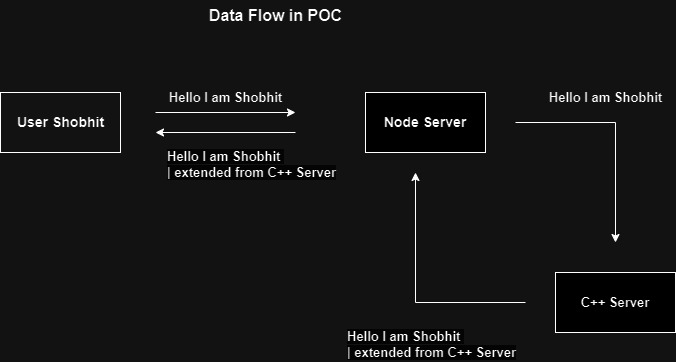 Data Flow in POC
Hello I am Shobhit
Hello I am Shobhit
User Shobhit
Node Server
Hello I am Shobhit
| extended from C++ Server
C++ Server
Hello I am Shobhit
| extended from C++ Server